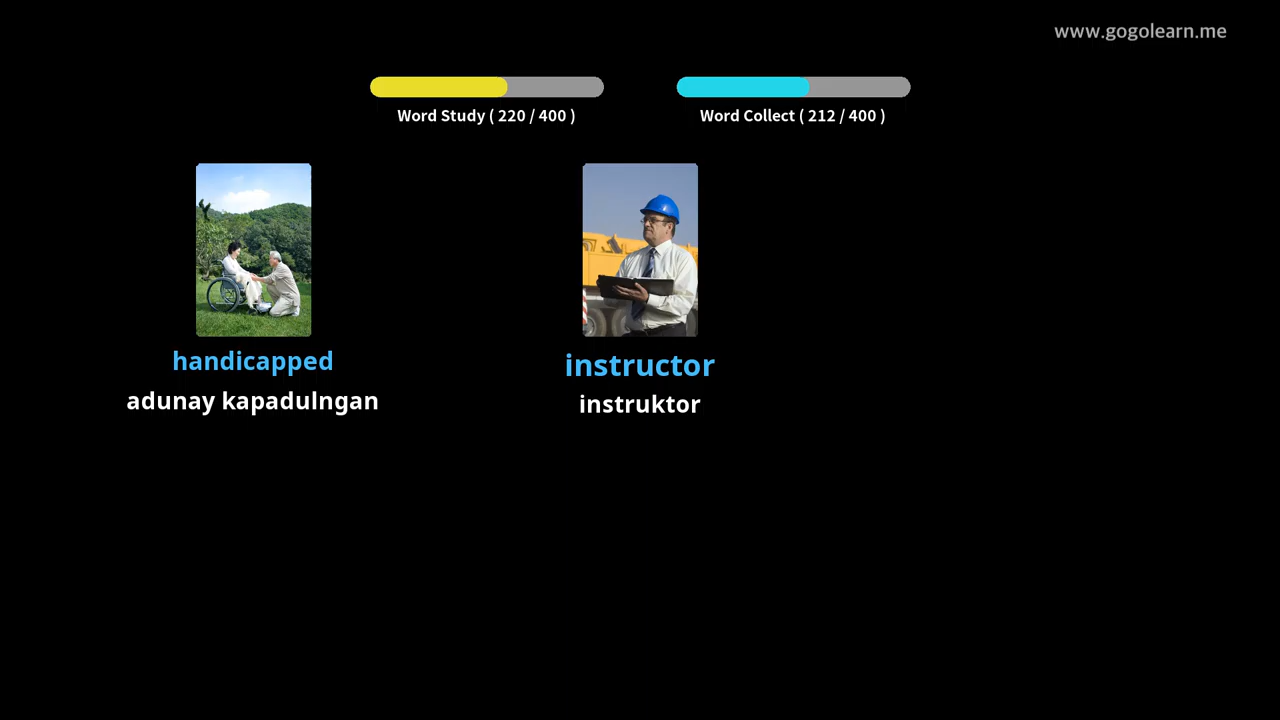 www.gogolearn.me
Word Study ( 220 / 400 )
Word Collect ( 212 / 400 )
handicapped
adunay kapadulngan
instructor
instruktor